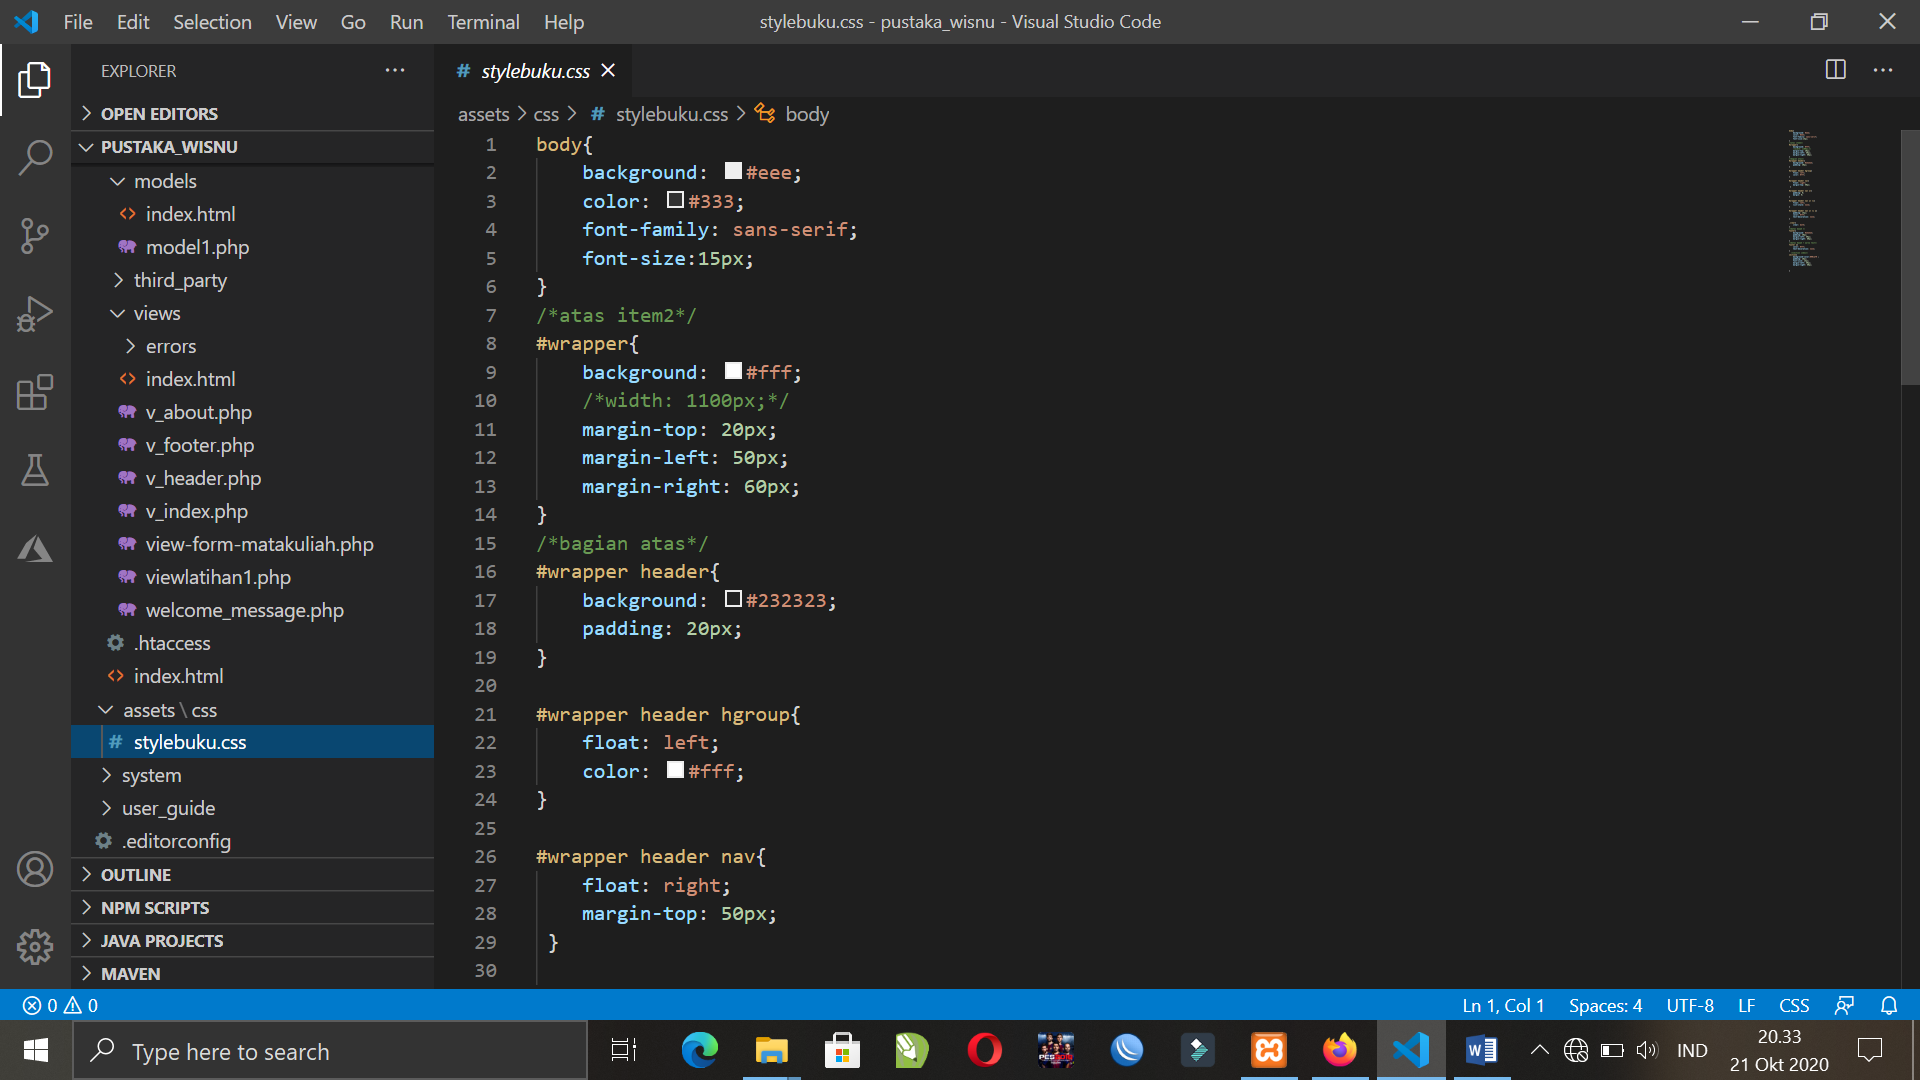 File Edit Selection View Go Run Terminal Help
stylebuku.css - pustaka_wisnu - Visual Studio Code
EXPLORER
OPEN EDITORS
PUSTAKA_WISNU
models
index.html
model1.php
third_party
views
errors
index.html
v_about.php
v_footer.php
v_header.php
v_index.php
view-form-matakuliah.php
viewlatihan1.php
welcome_message.php
.htaccess
index.html
assets \ css
# stylebuku.css
system
user_guide
.editorconfig
OUTLINE
NPM SCRIPTS
JAVA PROJECTS
MAVEN
# stylebuku.css
assets > css > # stylebuku.css > body
1 body{
2 background: #eee;
3 color: #333;
4 font-family: sans-serif;
5 font-size:15px;
6 }
7 /*atas item2*/
8 #wrapper{
9 background: #fff;
10 /*width: 1100px;*/
11 margin-top: 20px;
12 margin-left: 50px;
13 margin-right: 60px;
14 }
15 /*bagian atas*/
16 #wrapper header{
17 background: #232323;
18 padding: 20px;
19 }
20
21 #wrapper header hgroup{
22 float: left;
23 color: #fff;
24 }
25
26 #wrapper header nav{
27 float: right;
28 margin-top: 50px;
29 }
30
0 0
Ln 1, Col 1 Spaces: 4 UTF-8 LF CSS
Type here to search
IND
20.33
21 Okt 2020